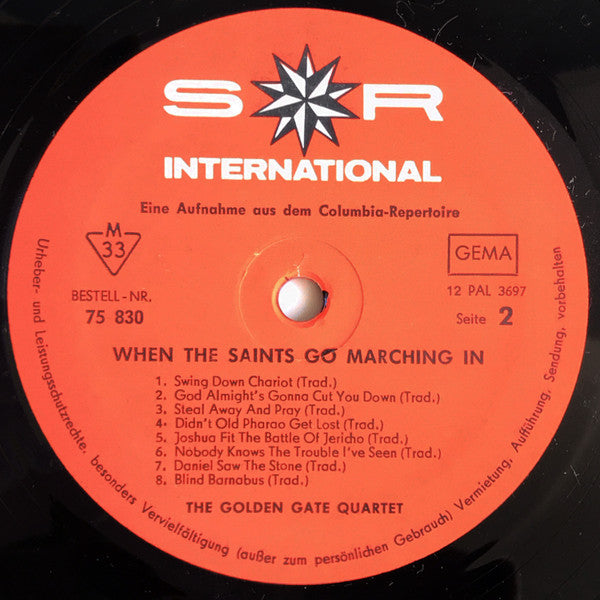 S R
INTERNATIONAL
Eine Aufnahme aus dem Columbia-Repertoire
M
33
GEMA
BESTELL-NR.
75 830
12 PAL 3697
Seite 2
WHEN THE SAINTS GO MARCHING IN
1. Swing Down Chariot (Trad.)
2. God Almight's Gonna Cut You Down (Trad.)
3. Steal Away And Pray (Trad.)
4. Didn't Old Pharao Get Lost (Trad.)
5. Joshua Fit The Battle Of Jericho (Trad.)
6. Nobody Knows The Trouble I've Seen (Trad.)
7. Daniel Saw The Stone (Trad.)
8. Blind Barnabus (Trad.)
THE GOLDEN GATE QUARTET
Urheber- und Leistungsschutzrechte, besonders Vervielfältigung (außer zum persönlichen Gebrauch) Vermietung, Aufführung, Sendung, vorbehalten